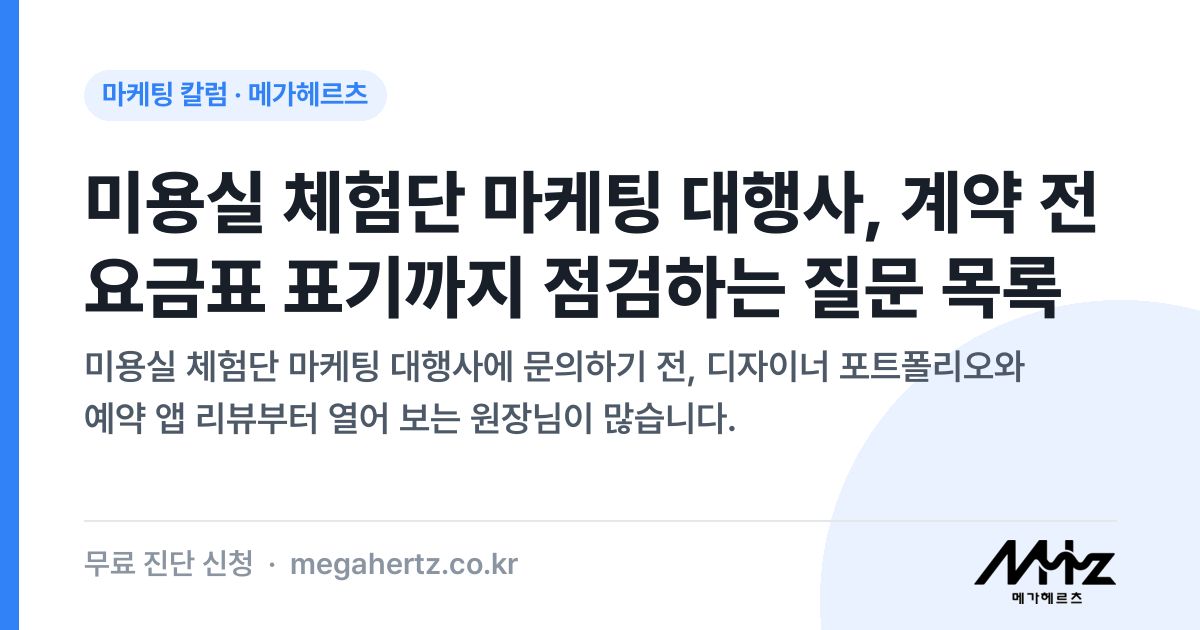 마케팅 칼럼 · 메가헤르츠
미용실 체험단 마케팅 대행사, 계약 전
요금표 표기까지 점검하는 질문 목록
미용실 체험단 마케팅 대행사에 문의하기 전, 디자이너 포트폴리오와
예약 앱 리뷰부터 열어 보는 원장님이 많습니다.
무료 진단 신청 · megahertz.co.kr
MHz
메가헤르츠